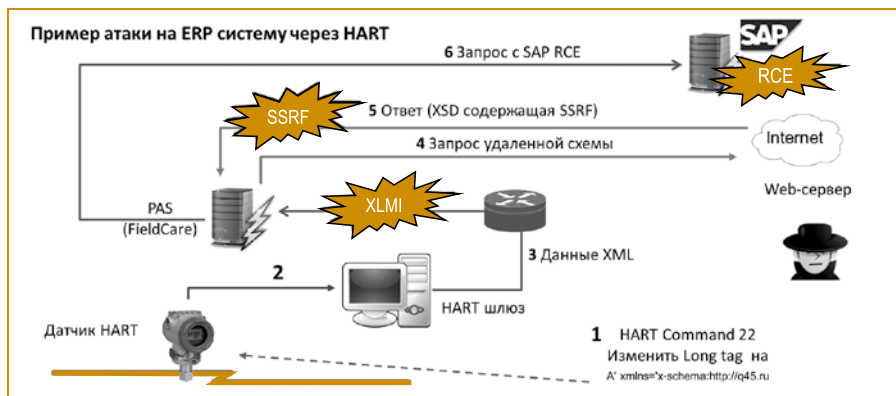 Пример атаки на ERP систему через HART
6 Запрос с SAP RCE
SAP
RCE
SSRF
5 Ответ (XSD содержащая SSRF)
4 Запрос удаленной схемы
Internet
Web-сервер
PAS
(FieldCare)
XLMI
3 Данные XML
2
HART шлюз
Датчик HART
1 HART Command 22
Изменить Long tag на
A' xmlns='x-schema:http://q45.ru